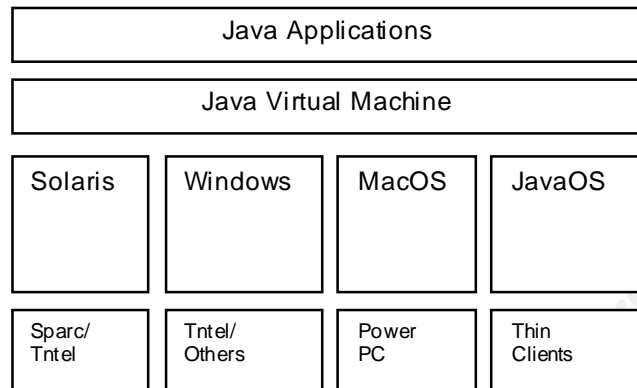 Java Applications
Java Virtual Machine
Solaris Windows MacOS JavaOS
Sparc/ Tntel/ Power Thin
Tntel Others PC Clients